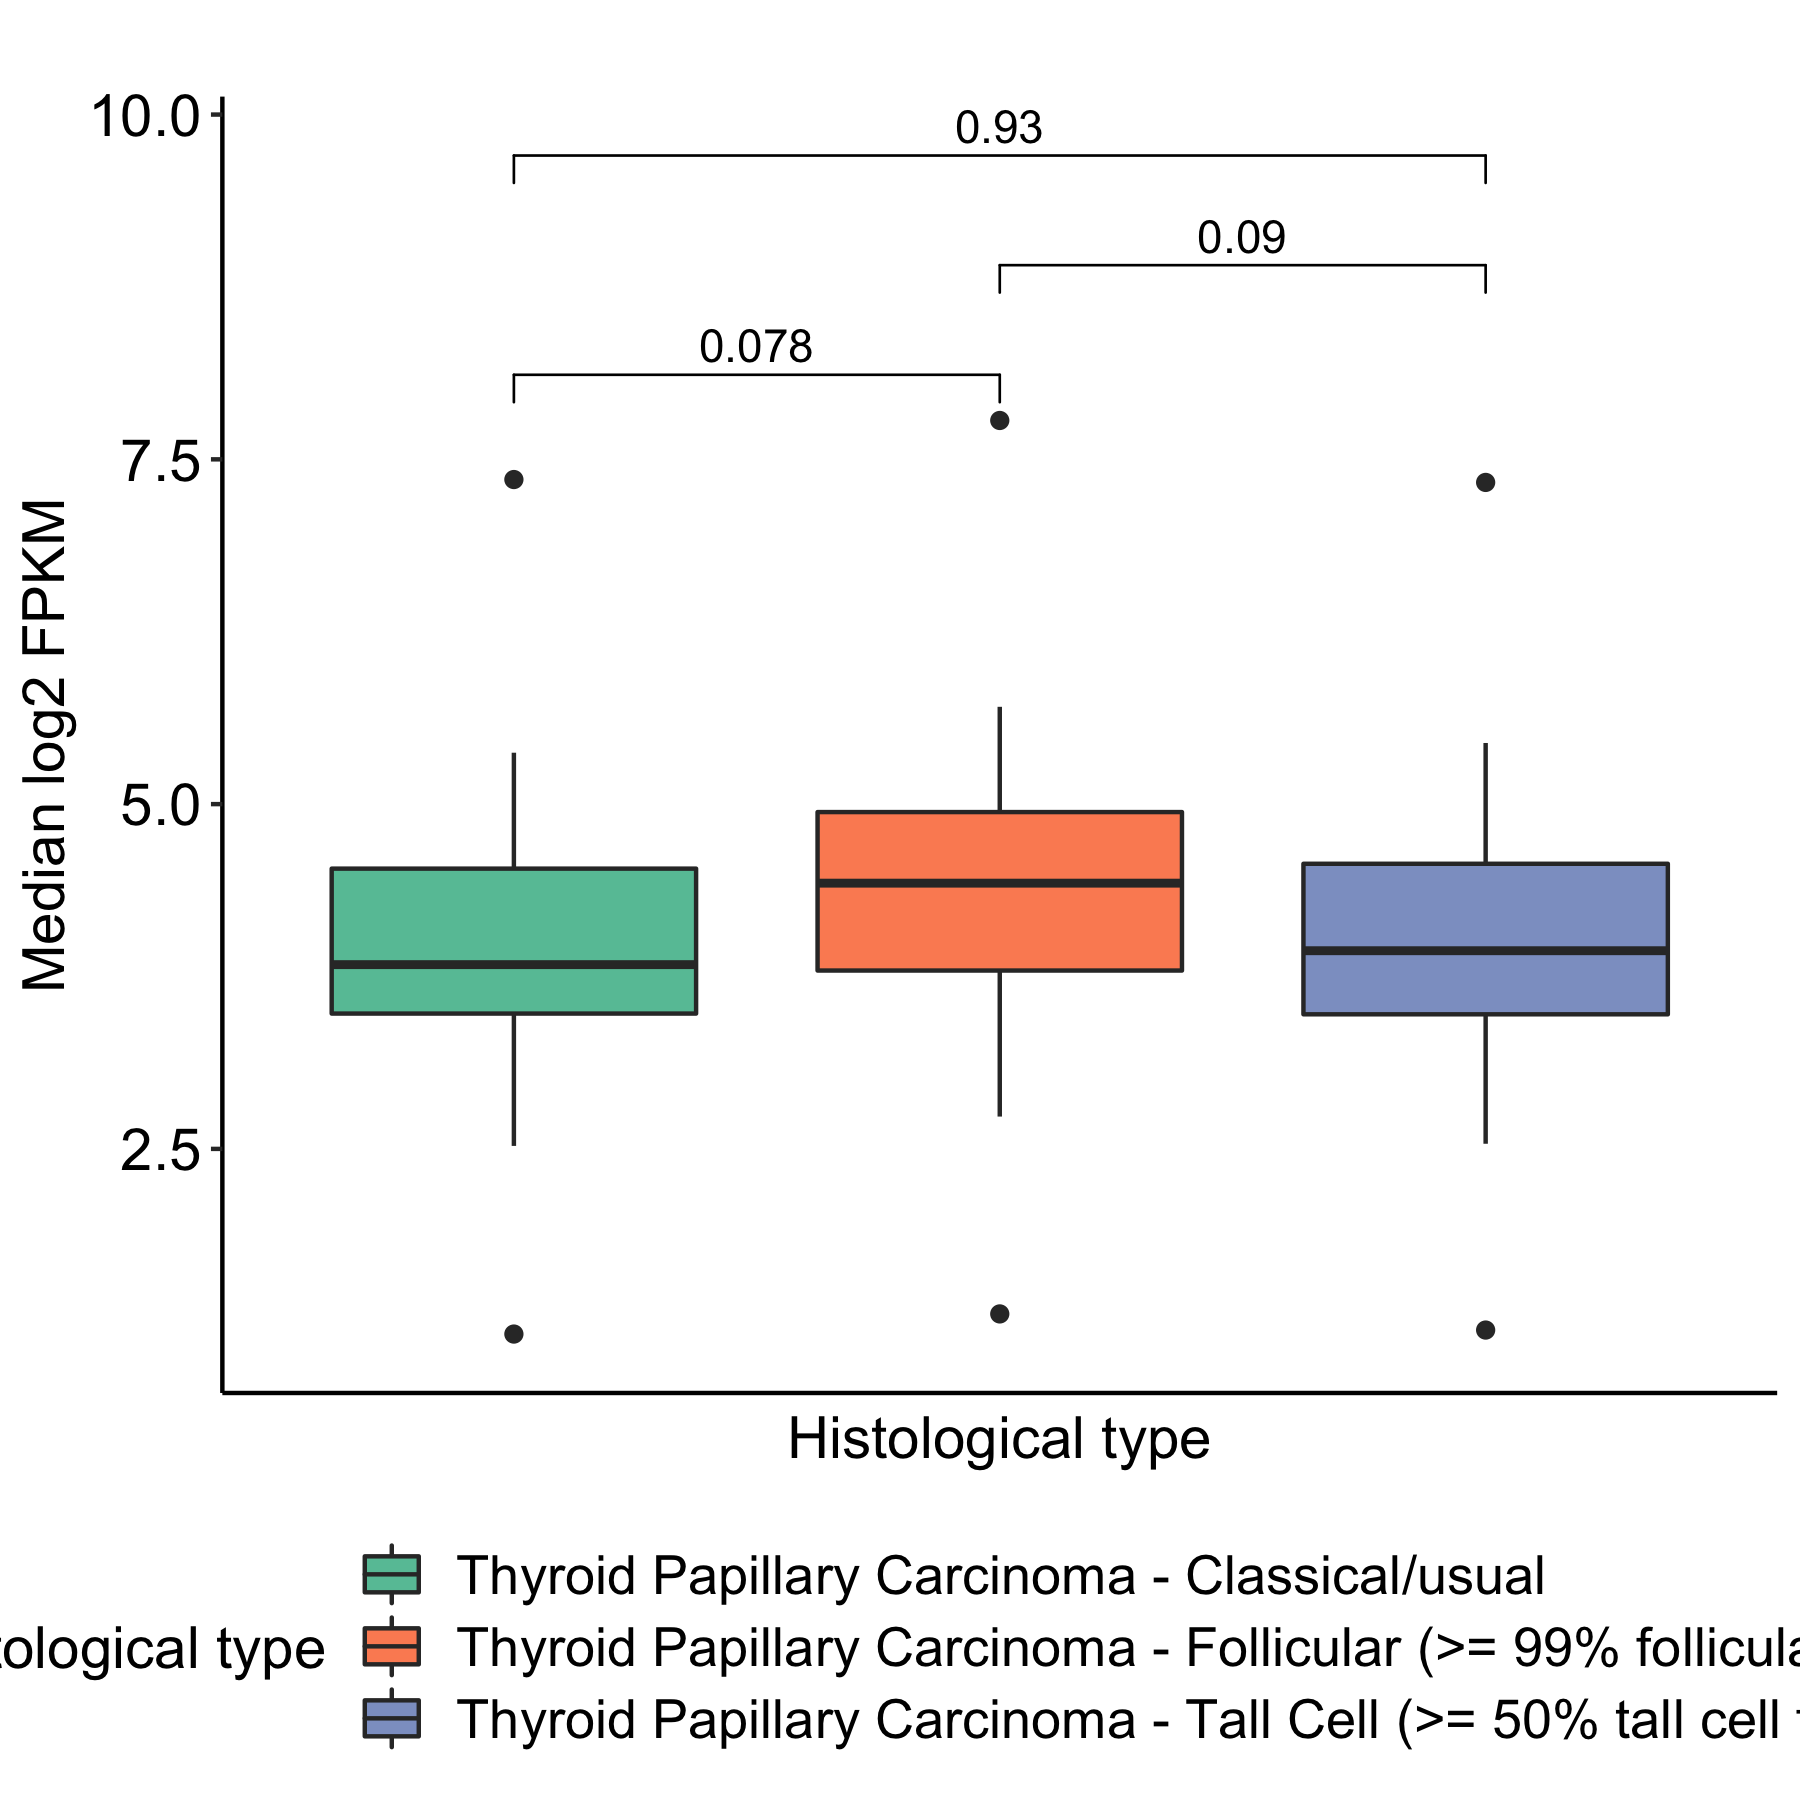 10.0
7.5
5.0
2.5
Median log2 FPKM
0.93
0.09
0.078
Histological type
tological type
Thyroid Papillary Carcinoma - Classical/usual
Thyroid Papillary Carcinoma - Follicular (>= 99% follicula
Thyroid Papillary Carcinoma - Tall Cell (>= 50% tall cell